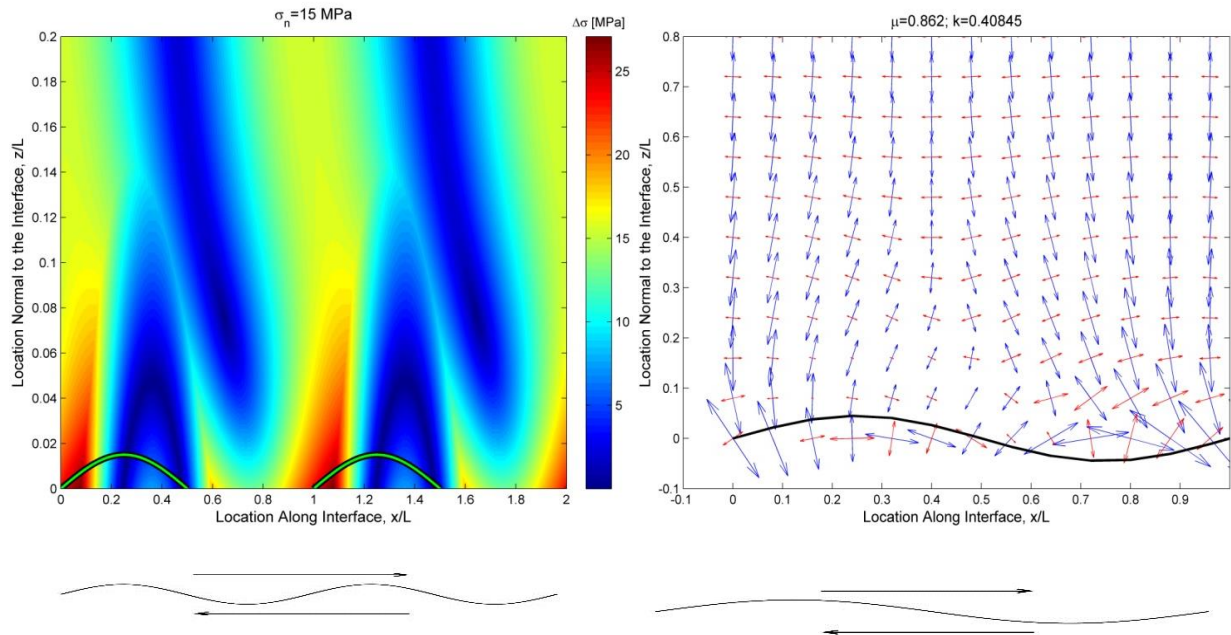 σn=15 MPa
Δσ [MPa]
Location Normal to the Interface, z/L
0.2
0.18
0.16
0.14
0.12
0.1
0.08
0.06
0.04
0.02
0
0 0.2 0.4 0.6 0.8 1 1.2 1.4 1.6 1.8 2
Location Along Interface, x/L
25
20
15
10
5
μ=0.862; k=0.40845
Location Normal to the Interface, z/L
0.8
0.7
0.6
0.5
0.4
0.3
0.2
0.1
0
-0.1
-0.1 0 0.1 0.2 0.3 0.4 0.5 0.6 0.7 0.8 0.9
Location Along Interface, x/L